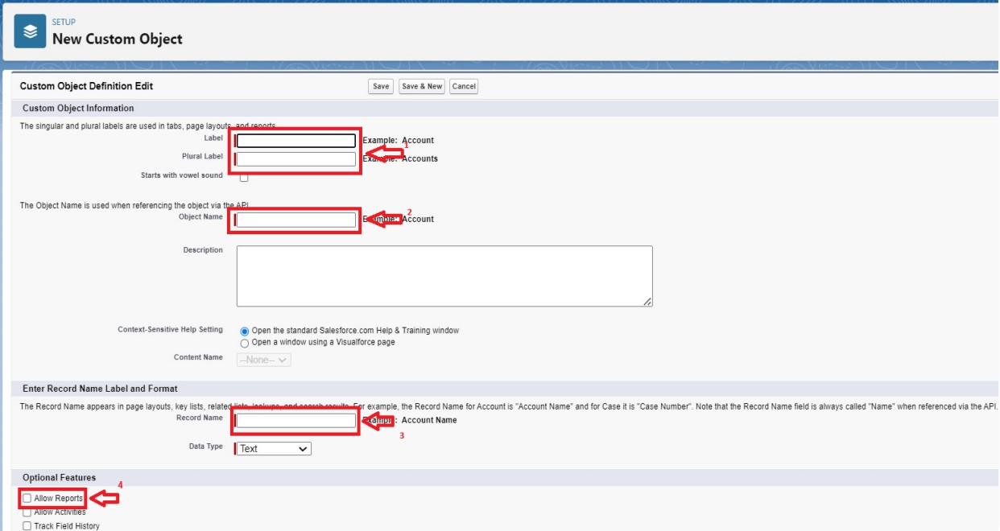 SETUP
New Custom Object
Custom Object Definition Edit Save Save & New Cancel
Custom Object Information
The singular and plural labels are used in tabs, page layouts, and reports.
Label Example: Account 1
Plural Label Example: Accounts
Starts with vowel sound
The Object Name is used when referencing the object via the API.
Object Name Example: Account 2
Description
Context-Sensitive Help Setting Open the standard Salesforce.com Help & Training window
Open a window using a Visualforce page
Content Name --None--
Enter Record Name Label and Format
The Record Name appears in page layouts, key lists, related lists, lookups, and search results. For example, the Record Name for Account is "Account Name" and for Case it is "Case Number". Note that the Record Name field is always called "Name" when referenced via the API.
Record Name Example: Account Name
3
Data Type Text
Optional Features
4
Allow Reports
Allow Activities
Track Field History